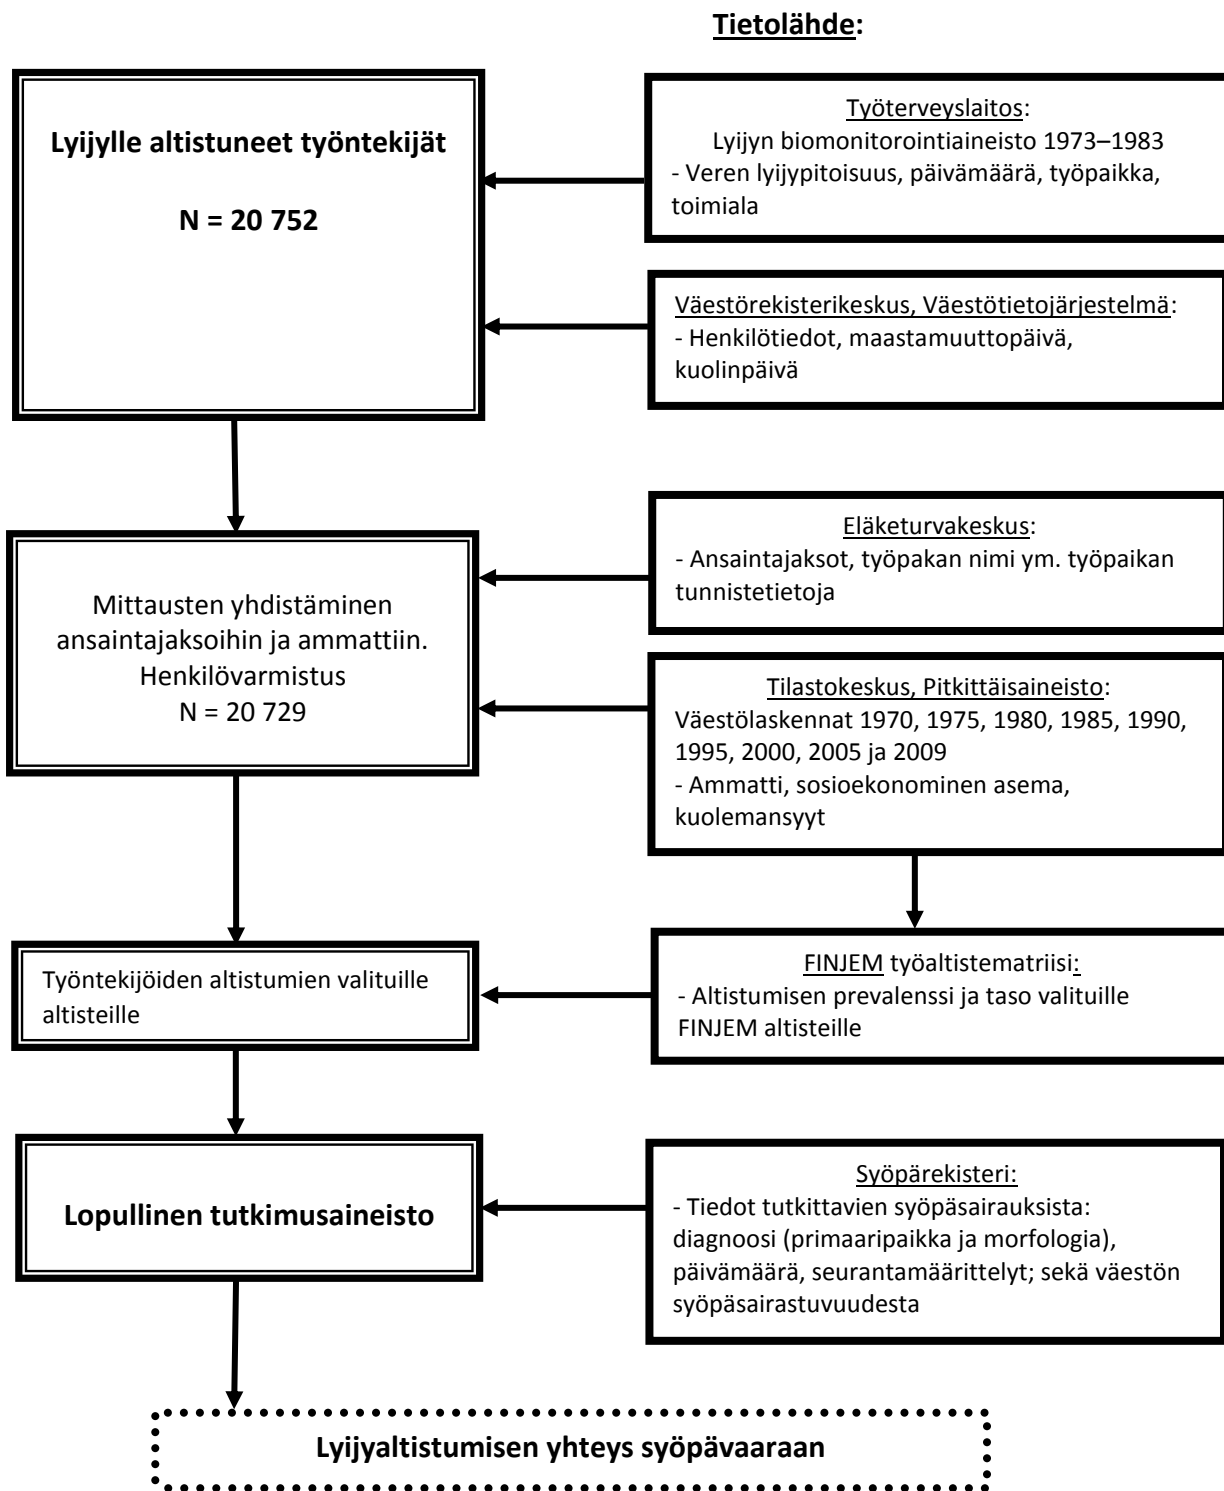 Tietolähde:
Lyijylle altistuneet työntekijät
N = 20 752
Työterveyslaitos:
Lyijyn biomonitorointiaineisto 1973–1983
- Veren lyijypitoisuus, päivämäärä, työpaikka,
toimiala
Väestörekisterikeskus, Väestötietojärjestelmä:
- Henkilötiedot, maastamuuttopäivä,
kuolinpäivä
Mittausten yhdistäminen
ansaintajaksoihin ja ammattiin.
Henkilövarmistus
N = 20 729
Eläketurvakeskus:
- Ansaintajaksot, työpakan nimi ym. työpaikan
tunnistetietoja
Tilastokeskus, Pitkittäisaineisto:
Väestölaskennat 1970, 1975, 1980, 1985, 1990,
1995, 2000, 2005 ja 2009
- Ammatti, sosioekonominen asema,
kuolemansyyt
Työntekijöiden altistumien valituille
altisteille
FINJEM työaltistematriisi:
- Altistumisen prevalenssi ja taso valituille
FINJEM altisteille
Lopullinen tutkimusaineisto
Syöpärekisteri:
- Tiedot tutkittavien syöpäsairauksista:
diagnoosi (primaaripaikka ja morfologia),
päivämäärä, seurantamäärittelyt; sekä väestön
syöpäsairastuvuudesta
Lyijyaltistumisen yhteys syöpävaaraan